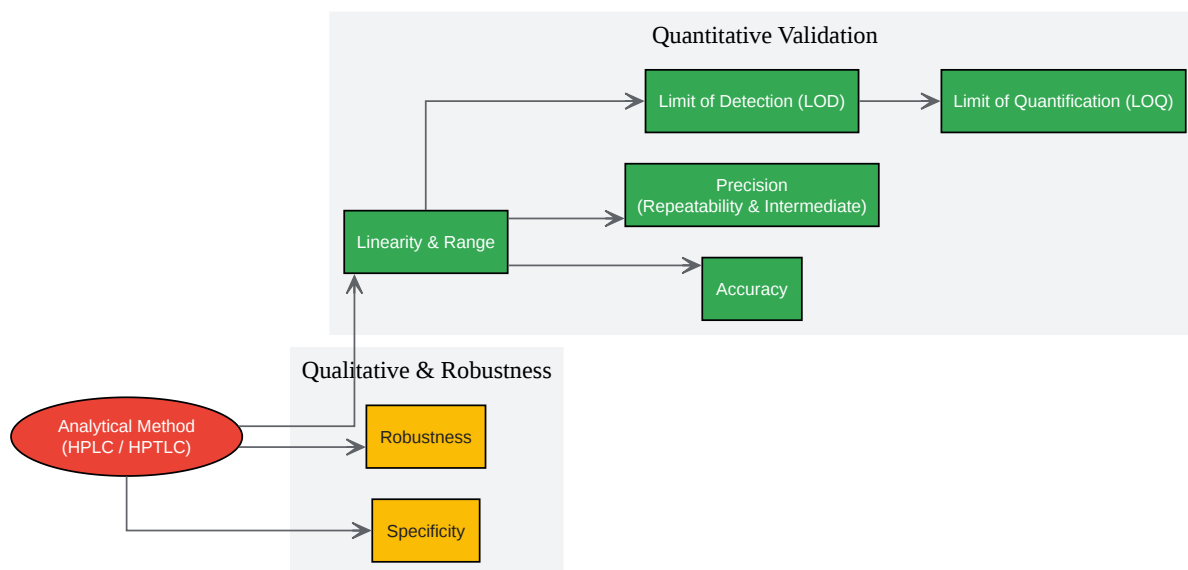 Quantitative Validation
Limit of Detection (LOD)
Limit of Quantification (LOQ)
Precision
(Repeatability & Intermediate)
Linearity & Range
Accuracy
Qualitative & Robustness
Analytical Method
(HPLC / HPTLC)
Robustness
Specificity